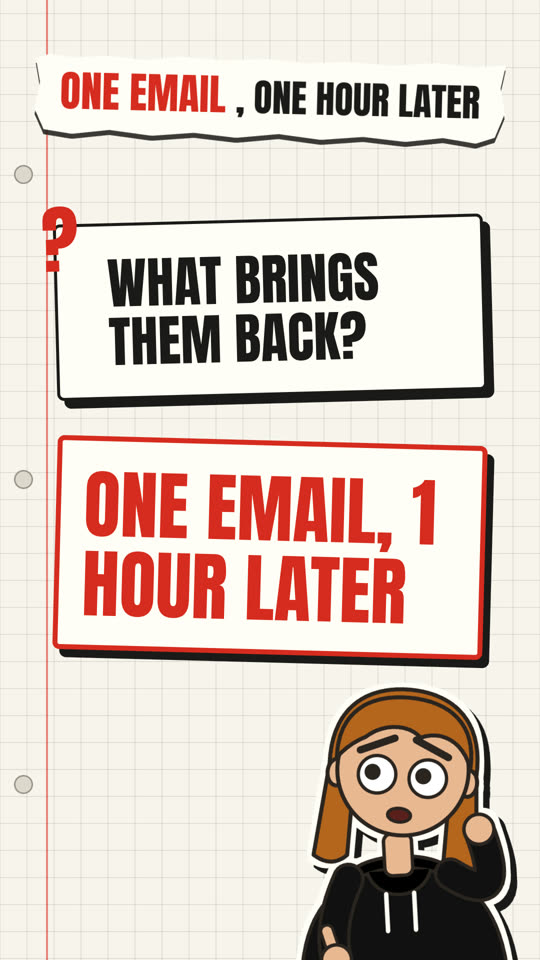 ONE EMAIL , ONE HOUR LATER
?
WHAT BRINGS
THEM BACK?
ONE EMAIL, 1
HOUR LATER